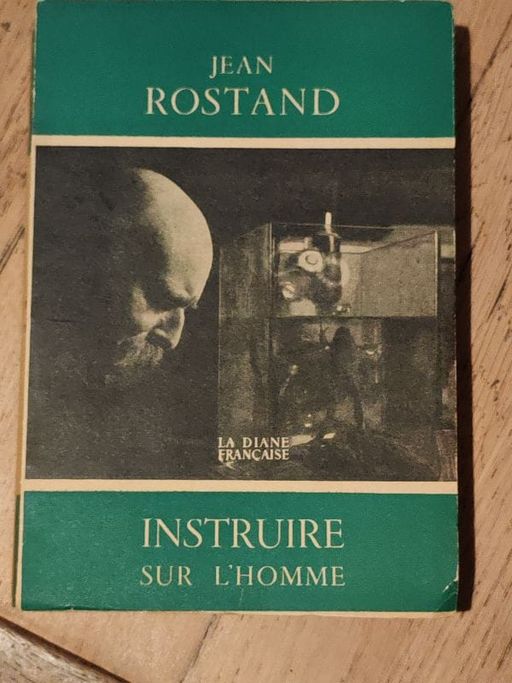 JEAN
ROSTAND
LA DIANE
FRANÇAISE
INSTRUIRE
SUR L'HOMME